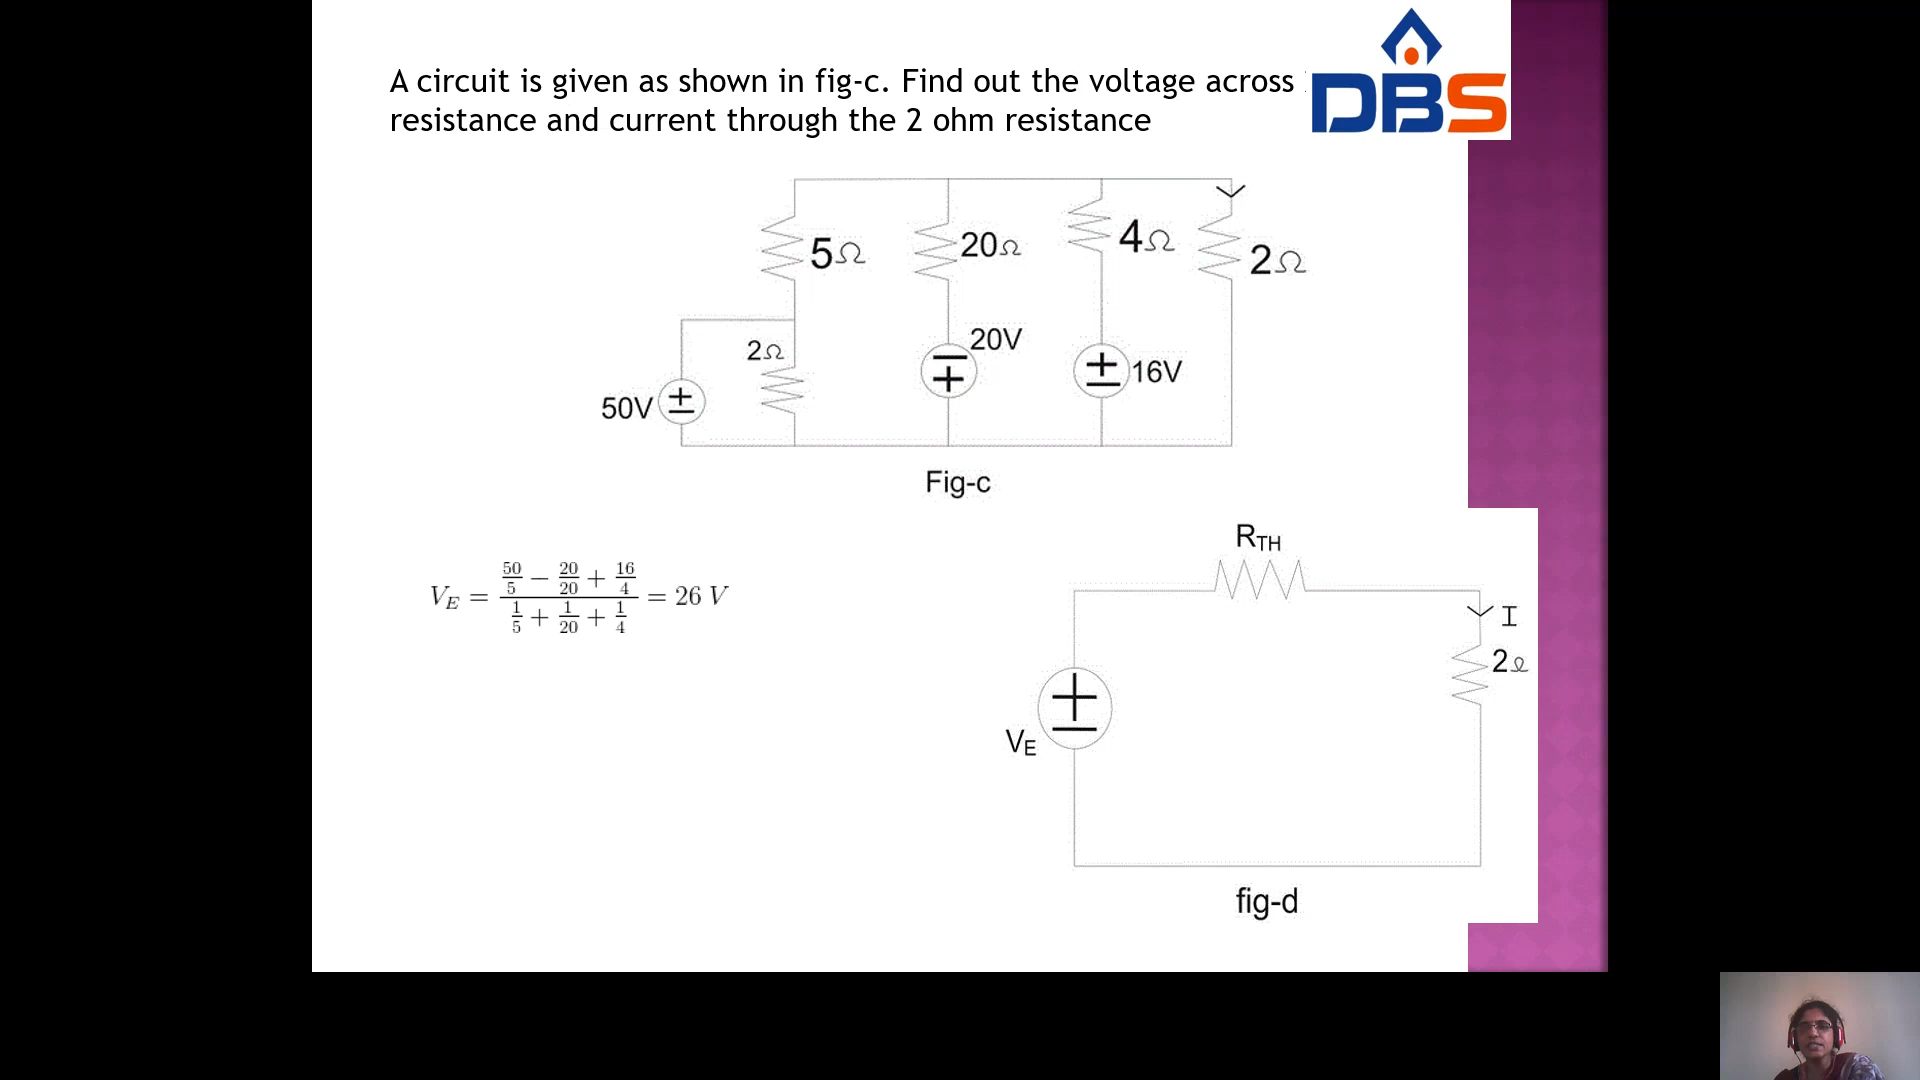 A circuit is given as shown in fig-c. Find out the voltage across
resistance and current through the 2 ohm resistance
DBS
5Ω
20Ω
4Ω
2Ω
2Ω
20V
50V
16V
Fig-c
V_E = (50/5 − 20/20 + 16/4) / (1/5 + 1/20 + 1/4) = 26 V
R_TH
I
2Ω
V_E
fig-d